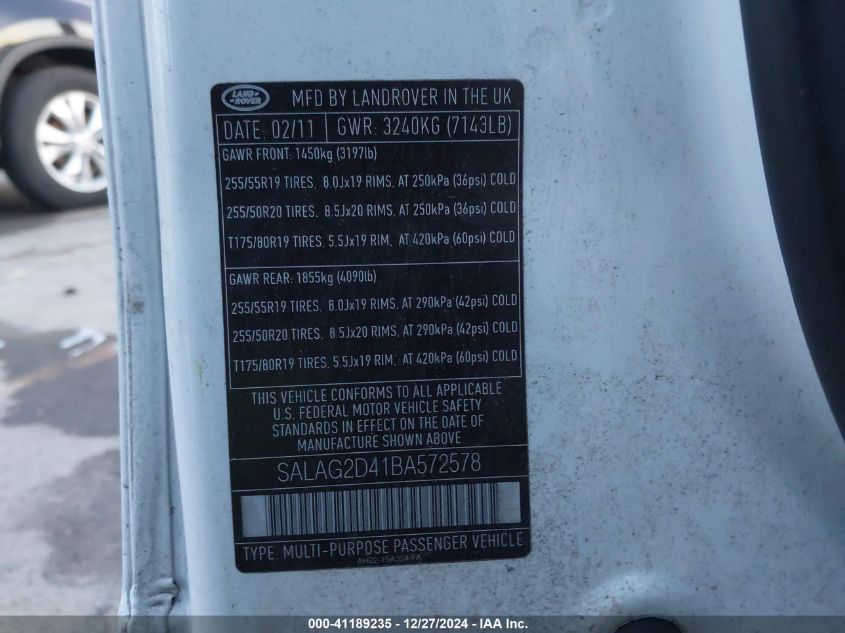 LAND ROVER
MFD BY LANDROVER IN THE UK
DATE: 02/11 GWR: 3240KG (7143LB)
GAWR FRONT: 1450kg (3197lb)
255/55R19 TIRES. 8.0Jx19 RIMS, AT 250kPa (36psi) COLD
255/50R20 TIRES. 8.5Jx20 RIMS, AT 250kPa (36psi) COLD
T175/80R19 TIRES. 5.5Jx19 RIM, AT 420kPa (60psi) COLD
GAWR REAR: 1855kg (4090lb)
255/55R19 TIRES. 8.0Jx19 RIMS, AT 290kPa (42psi) COLD
255/50R20 TIRES. 8.5Jx20 RIMS, AT 290kPa (42psi) COLD
T175/80R19 TIRES. 5.5Jx19 RIM, AT 420kPa (60psi) COLD
THIS VEHICLE CONFORMS TO ALL APPLICABLE
U.S. FEDERAL MOTOR VEHICLE SAFETY
STANDARDS IN EFFECT ON THE DATE OF
MANUFACTURE SHOWN ABOVE
SALAG2D41BA572578
TYPE: MULTI-PURPOSE PASSENGER VEHICLE
000-41189235 - 12/27/2024 - IAA Inc.